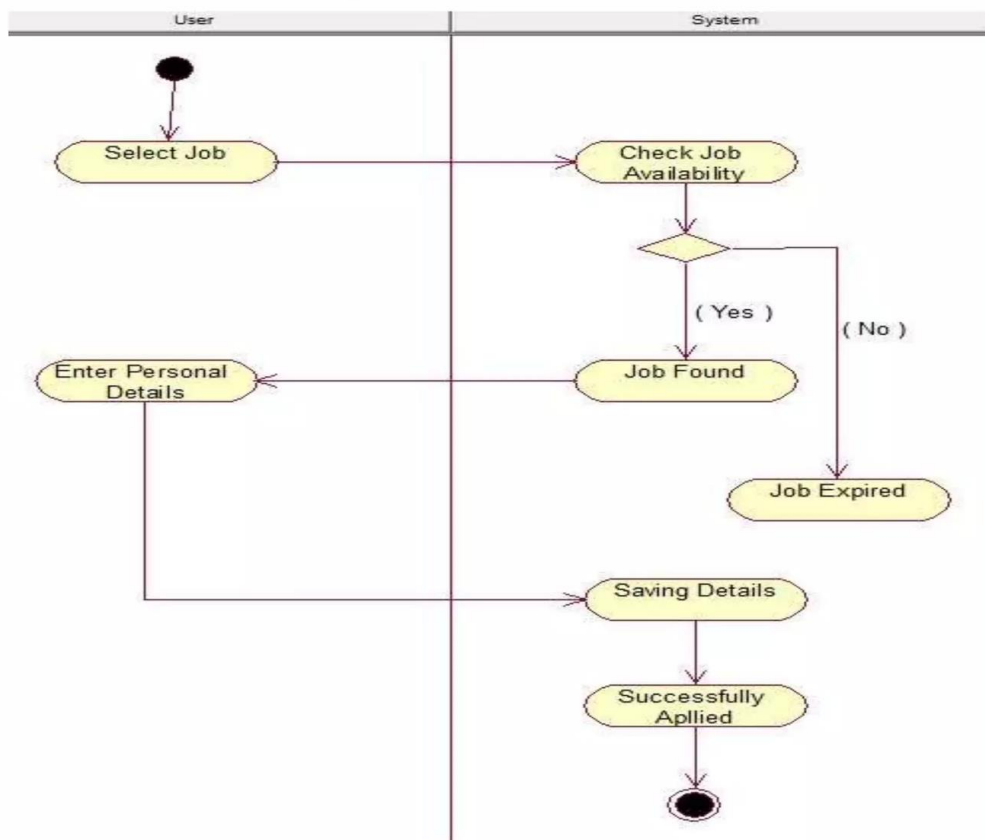 User
System
Select Job
Check Job
Availability
( Yes )
( No )
Enter Personal
Details
Job Found
Job Expired
Saving Details
Successfully
Apllied